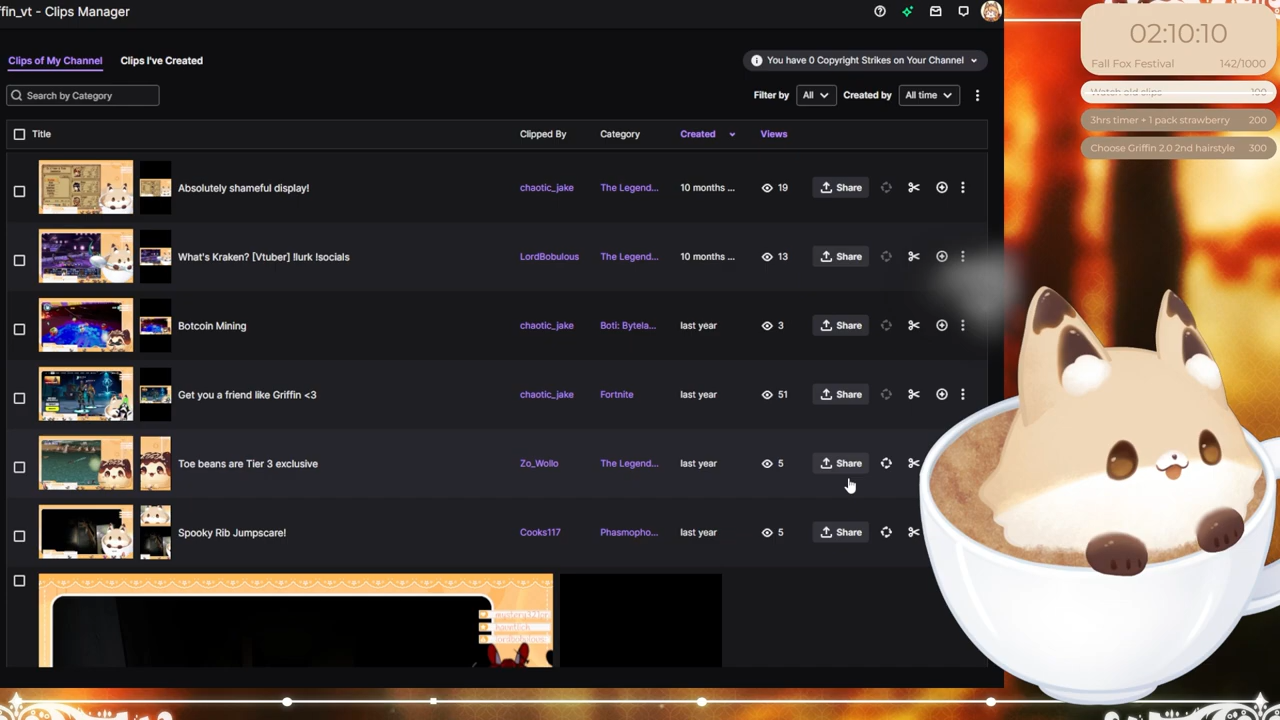 fin_vt - Clips Manager
Clips of My Channel
Clips I've Created
You have 0 Copyright Strikes on Your Channel
Search by Category
Filter by
All
Created by
All time
Title
Clipped By
Category
Created
Views
Absolutely shameful display!
chaotic_jake
The Legend...
10 months ...
19
Share
What's Kraken? [Vtuber] !lurk !socials
LordBobulous
The Legend...
10 months ...
13
Share
Botcoin Mining
chaotic_jake
Boti: Bytela...
last year
3
Share
Get you a friend like Griffin <3
chaotic_jake
Fortnite
last year
51
Share
Toe beans are Tier 3 exclusive
Zo_Wollo
The Legend...
last year
5
Share
Spooky Rib Jumpscare!
Cooks117
Phasmopho...
last year
5
Share
02:10:10
Fall Fox Festival
142/1000
Watch old clips
100
3hrs timer + 1 pack strawberry
200
Choose Griffin 2.0 2nd hairstyle
300